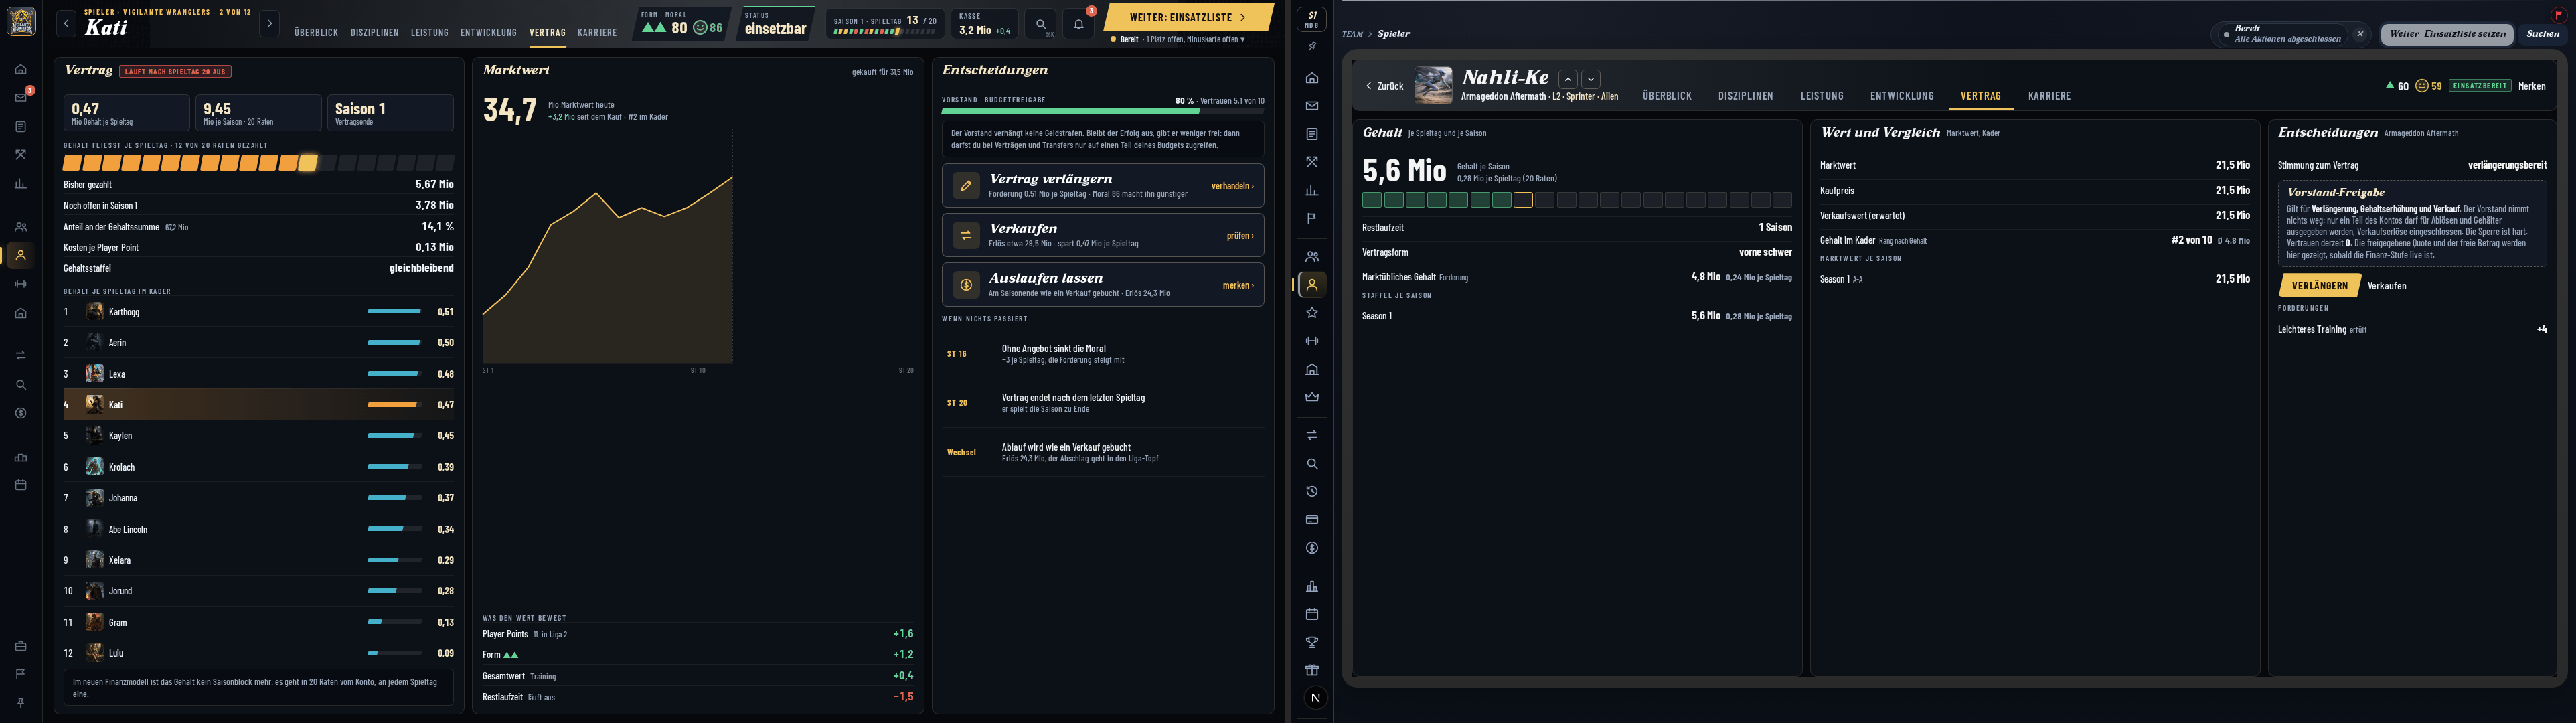 SPIELER · VIGILANTE WRANGLERS · 2 VON 12
Kati
ÜBERBLICK DISZIPLINEN LEISTUNG ENTWICKLUNG VERTRAG KARRIERE
FORM · MORAL
80 86
STATUS
einsetzbar
SAISON 1 · SPIELTAG 13 / 20
KASSE
3,2 Mio +0,4
3
WEITER: EINSATZLISTE
Bereit · 1 Platz offen, Minuskarte offen
3
Vertrag LÄUFT NACH SPIELTAG 20 AUS
0,47
Mio Gehalt je Spieltag
9,45
Mio je Saison · 20 Raten
Saison 1
Vertragsende
GEHALT FLIESST JE SPIELTAG · 12 VON 20 RATEN GEZAHLT
Bisher gezahlt 5,67 Mio
Noch offen in Saison 1 3,78 Mio
Anteil an der Gehaltssumme 67,2 Mio 14,1 %
Kosten je Player Point 0,13 Mio
Gehaltsstaffel gleichbleibend
GEHALT JE SPIELTAG IM KADER
1 Karthogg 0,51
2 Aerin 0,50
3 Lexa 0,48
4 Kati 0,47
5 Kaylen 0,45
6 Krolach 0,39
7 Johanna 0,37
8 Abe Lincoln 0,34
9 Xelara 0,29
10 Jorund 0,28
11 Gram 0,13
12 Lulu 0,09
Im neuen Finanzmodell ist das Gehalt kein Saisonblock mehr: es geht in 20 Raten vom Konto, an jedem Spieltag
eine.
Marktwert gekauft für 31,5 Mio
34,7
Mio Marktwert heute
+3,2 Mio seit dem Kauf · #2 im Kader
ST 1 ST 10 ST 20
WAS DEN WERT BEWEGT
Player Points 11. in Liga 2 +1,6
Form +1,2
Gesamtwert Training +0,4
Restlaufzeit läuft aus −1,5
Entscheidungen
VORSTAND · BUDGETFREIGABE 80 % · Vertrauen 5,1 von 10
Der Vorstand verhängt keine Geldstrafen. Bleibt der Erfolg aus, gibt er weniger frei: dann
darfst du bei Verträgen und Transfers nur auf einen Teil deines Budgets zugreifen.
Vertrag verlängern
Forderung 0,51 Mio je Spieltag · Moral 86 macht ihn günstiger
verhandeln ›
Verkaufen
Erlös etwa 29,5 Mio · spart 0,47 Mio je Spieltag
prüfen ›
Auslaufen lassen
Am Saisonende wie ein Verkauf gebucht · Erlös 24,3 Mio
merken ›
WENN NICHTS PASSIERT
ST 16 Ohne Angebot sinkt die Moral
−3 je Spieltag, die Forderung steigt mit
ST 20 Vertrag endet nach dem letzten Spieltag
er spielt die Saison zu Ende
Wechsel Ablauf wird wie ein Verkauf gebucht
Erlös 24,3 Mio, der Abschlag geht in den Liga-Topf
S1
MD 8
N
TEAM › Spieler
Bereit
Alle Aktionen abgeschlossen
Weiter Einsatzliste setzen
Suchen
Zurück
Nahli-Ke
Armageddon Aftermath · L2 · Sprinter · Alien
ÜBERBLICK DISZIPLINEN LEISTUNG ENTWICKLUNG VERTRAG KARRIERE
60 59 EINSATZBEREIT Merken
Gehalt je Spieltag und je Saison
5,6 Mio
Gehalt je Saison
0,28 Mio je Spieltag (20 Raten)
Restlaufzeit 1 Saison
Vertragsform vorne schwer
Marktübliches Gehalt Forderung 4,8 Mio 0,24 Mio je Spieltag
STAFFEL JE SAISON
Season 1 5,6 Mio 0,28 Mio je Spieltag
Wert und Vergleich Marktwert, Kader
Marktwert 21,5 Mio
Kaufpreis 21,5 Mio
Verkaufswert (erwartet) 21,5 Mio
Gehalt im Kader Rang nach Gehalt #2 von 10 Ø 4,8 Mio
MARKTWERT JE SAISON
Season 1 A-A 21,5 Mio
Entscheidungen Armageddon Aftermath
Stimmung zum Vertrag verlängerungsbereit
Vorstand-Freigabe
Gilt für Verlängerung, Gehaltserhöhung und Verkauf. Der Vorstand nimmt
nichts weg: nur ein Teil des Kontos darf für Ablösen und Gehälter
ausgegeben werden, Verkaufserlöse eingeschlossen. Die Sperre ist hart.
Vertrauen derzeit 0. Die freigegebene Quote und der freie Betrag werden
hier gezeigt, sobald die Finanz-Stufe live ist.
VERLÄNGERN Verkaufen
FORDERUNGEN
Leichteres Training erfüllt +4